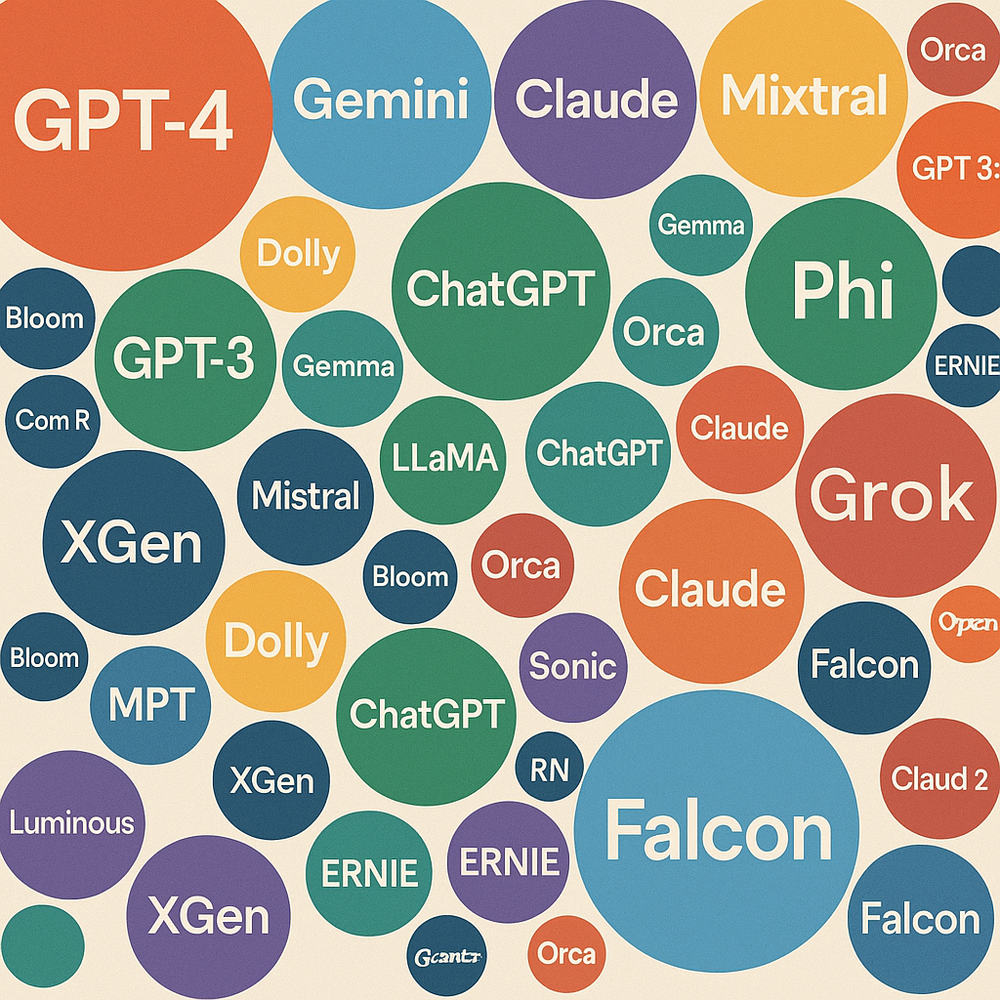 GPT-4
Gemini
Claude
Mixtral
Orca
GPT 3:
Dolly
Gemma
ChatGPT
Phi
Bloom
GPT-3
Gemma
Orca
ERNIE
Com R
LLaMA
ChatGPT
Claude
Mistral
Grok
XGen
Bloom
Orca
Claude
Open
Bloom
Dolly
Sonic
Falcon
MPT
ChatGPT
RN
XGen
Claud 2
Luminous
Falcon
ERNIE
ERNIE
XGen
Falcon
Orca